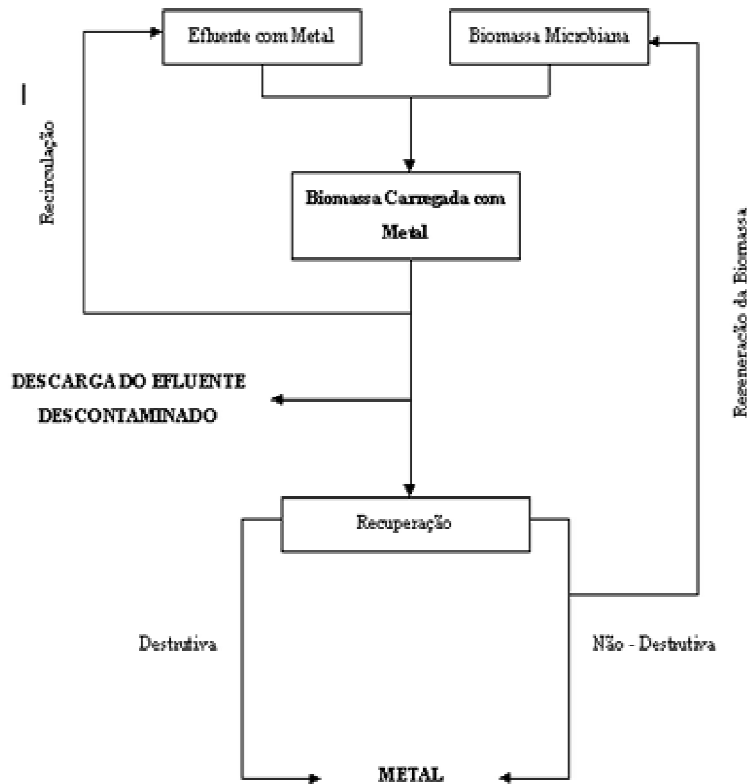 Efluente com Metal
Biomassa Microbiana
Recirculação
Biomassa Carregada com
Metal
Regeneração da Biomassa
DESCARGA DO EFLUENTE
DESCONTAMINADO
Recuperação
Destrutiva
Não - Destrutiva
METAL